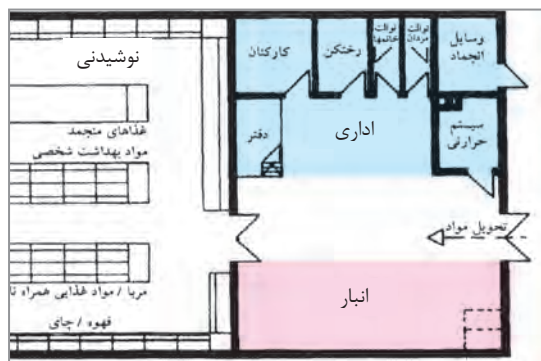 وسایل
انجماد
توالت
مردان
توالت
خانمها
رختکن
کارکنان
نوشیدنی
سیستم
حرارتی
اداری
دفتر
غذاهای منجمد
مواد بهداشت شخصی
تحویل مواد
انبار
مربا / مواد غذایی همراه نا
قهوه / چای